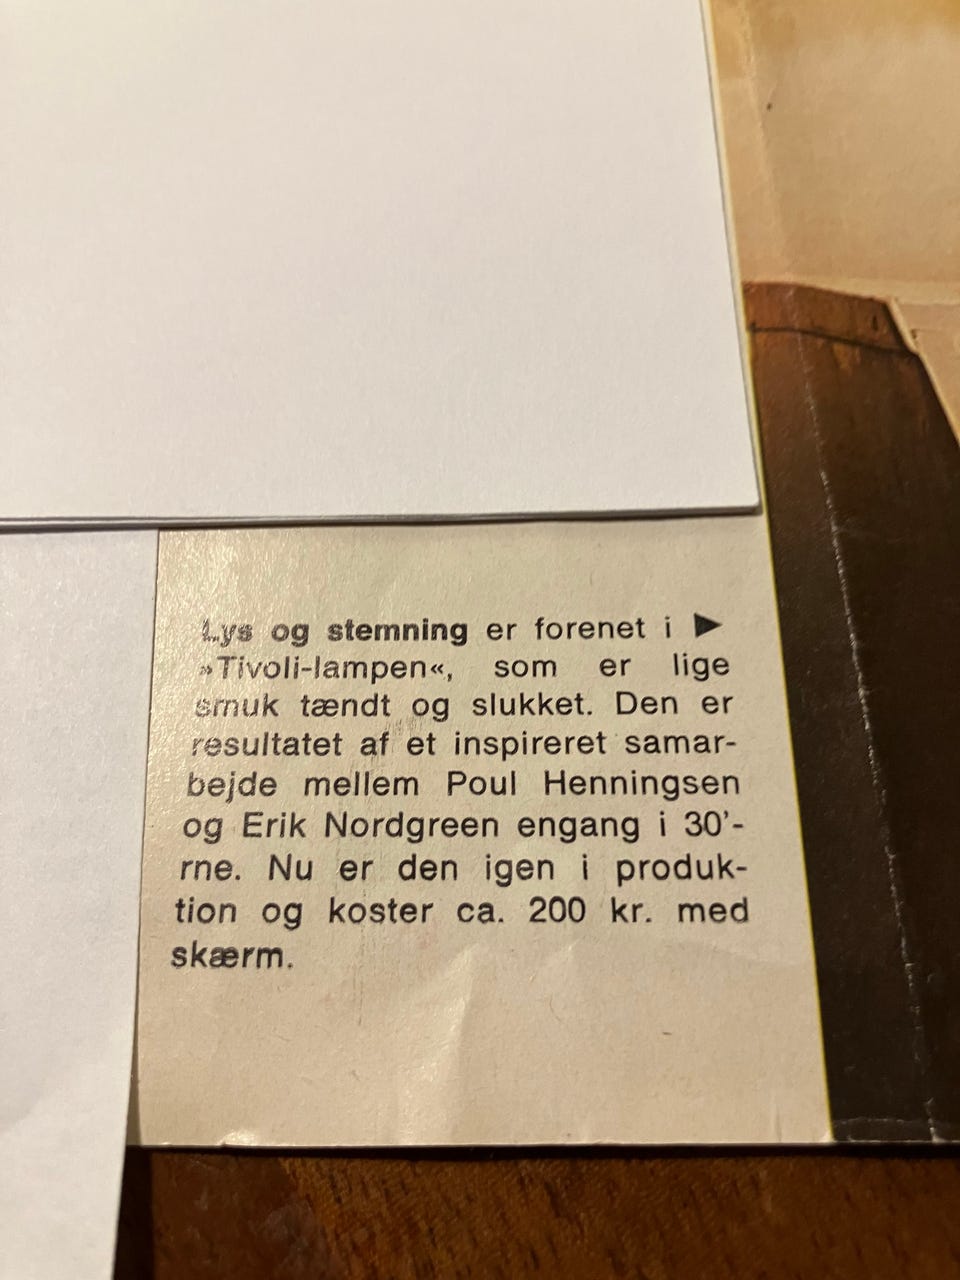 Lys og stemning er forenet i ▶
»Tivoli-lampen«, som er lige
smuk tændt og slukket. Den er
resultatet af et inspireret samar-
bejde mellem Poul Henningsen
og Erik Nordgreen engang i 30'-
rne. Nu er den igen i produk-
tion og koster ca. 200 kr. med
skærm.